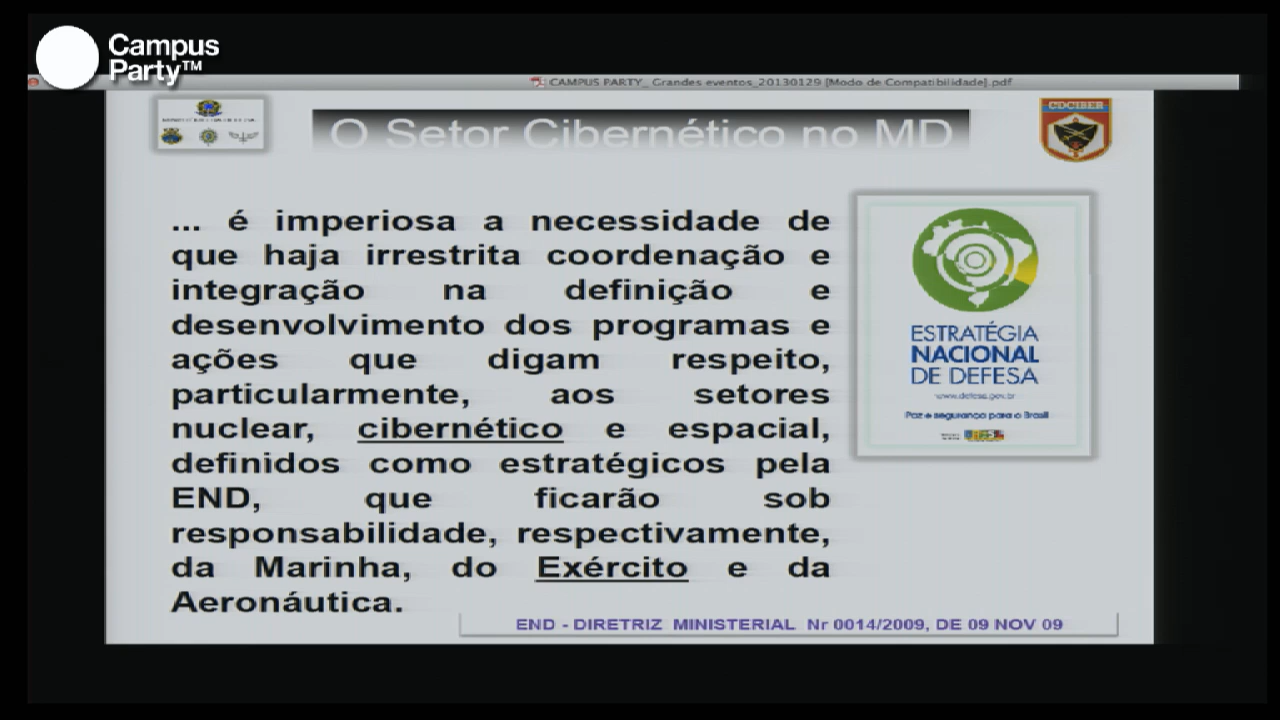 Campus
Party™
CAMPUS PARTY_ Grandes eventos_20130129 [Modo de Compatibilidade].pdf
O Setor Cibernético no MD
... é imperiosa a necessidade de
que haja irrestrita coordenação e
integração na definição e
desenvolvimento dos programas e
ações que digam respeito,
particularmente, aos setores
nuclear, cibernético e espacial,
definidos como estratégicos pela
END, que ficarão sob
responsabilidade, respectivamente,
da Marinha, do Exército e da
Aeronáutica.
ESTRATÉGIA
NACIONAL
DE DEFESA
www.defesa.gov.br
Paz e segurança para o Brasil
END - DIRETRIZ MINISTERIAL Nr 0014/2009, DE 09 NOV 09